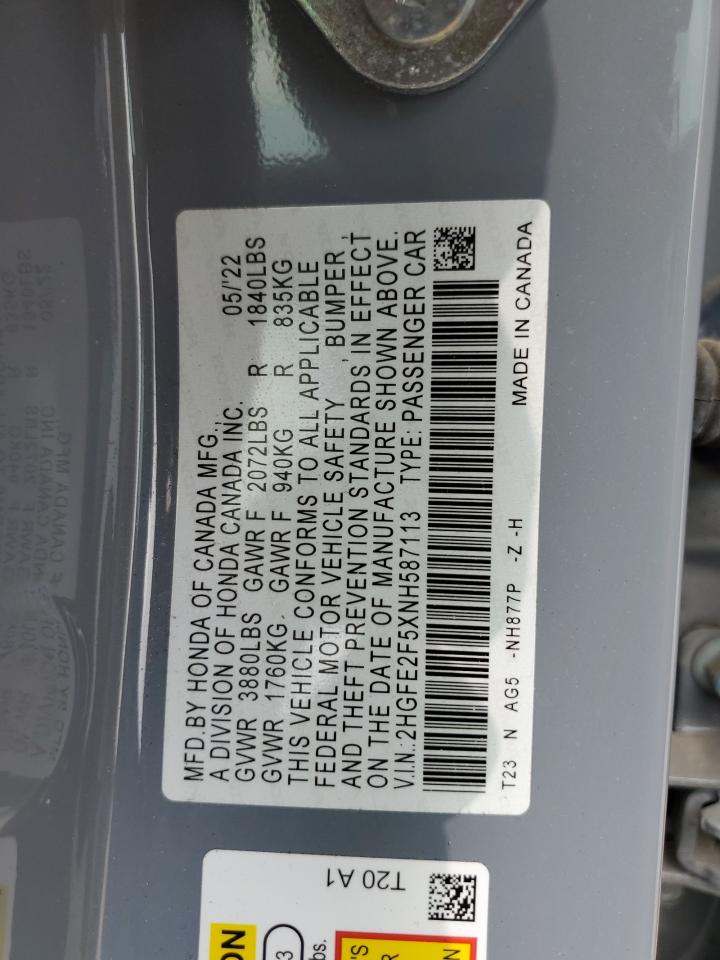 MFD.BY HONDA OF CANADA MFG.,
A DIVISION OF HONDA CANADA INC. 05/'22
GVWR 3880LBS GAWR F 2072LBS R 1840LBS
GVWR 1760KG GAWR F 940KG R 835KG
THIS VEHICLE CONFORMS TO ALL APPLICABLE
FEDERAL MOTOR VEHICLE SAFETY, BUMPER,
AND THEFT PREVENTION STANDARDS IN EFFECT
ON THE DATE OF MANUFACTURE SHOWN ABOVE.
V.I.N.:2HGFE2F5XNH587113 TYPE: PASSENGER CAR
T23 N AG5 -NH877P -Z -H MADE IN CANADA
T20 A1